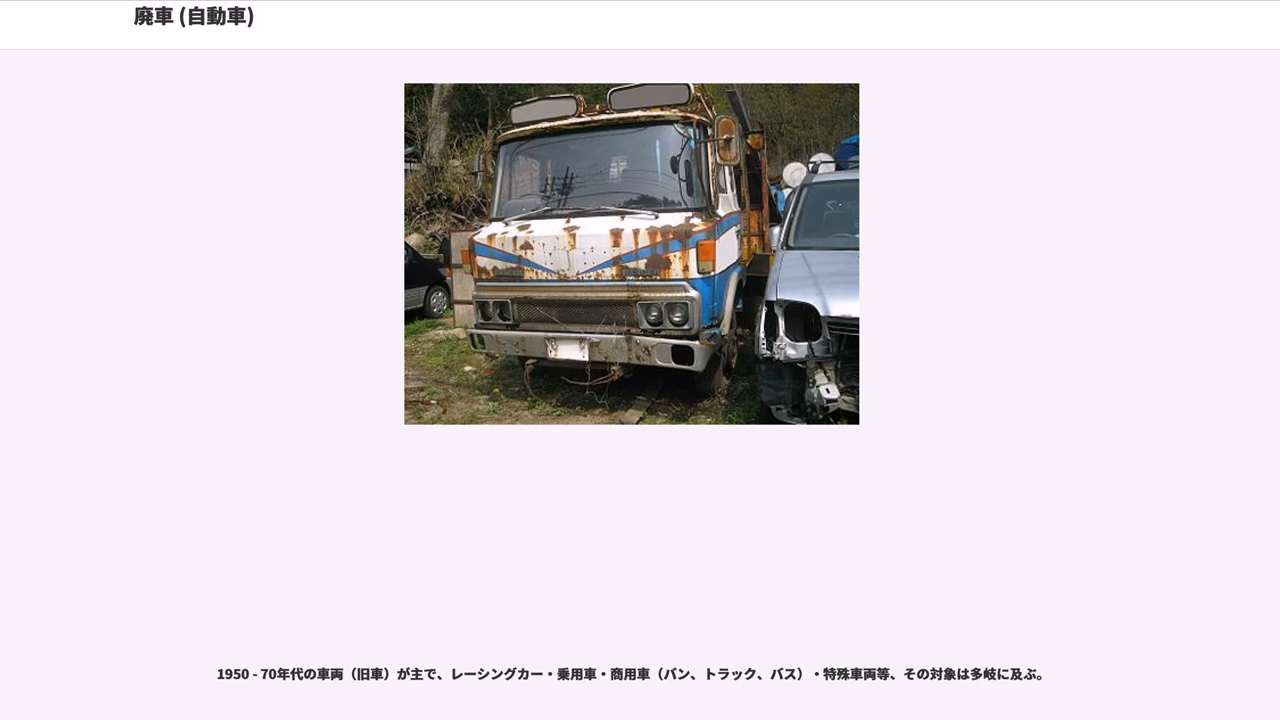 廃車 (自動車)
1950 - 70年代の車両（旧車）が主で、レーシングカー・乗用車・商用車（バン、トラック、バス）・特殊車両等、その対象は多岐に及ぶ。